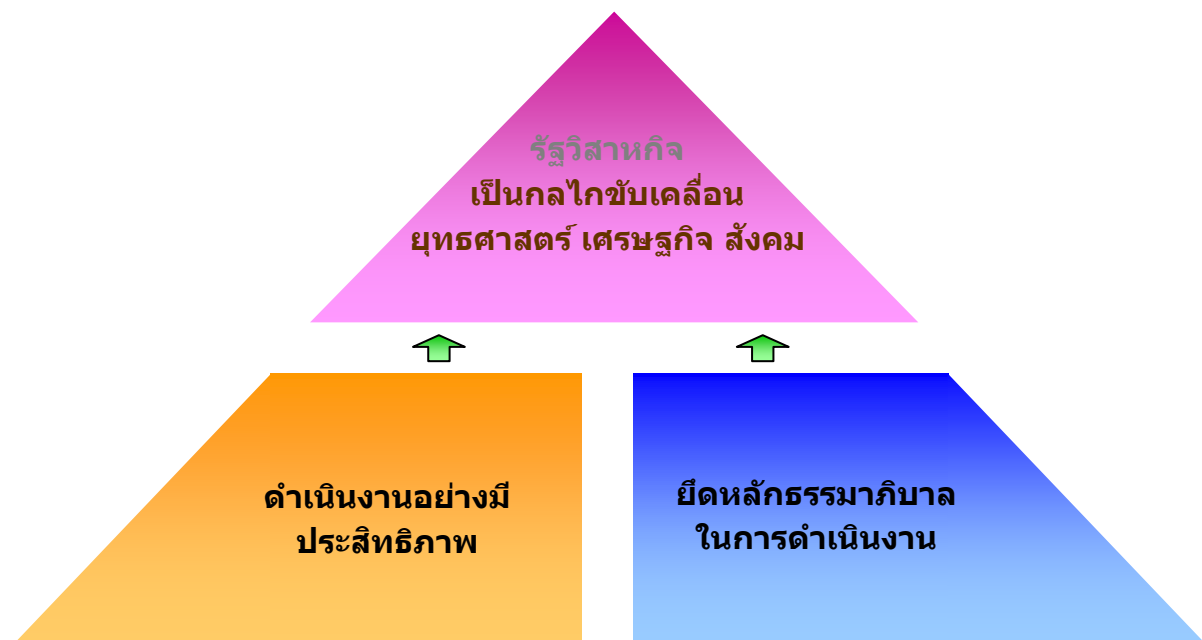 รัฐวิสาหกิจ
เป็นกลไกขับเคลื่อน
ยุทธศาสตร์ เศรษฐกิจ สังคม
ดำเนินงานอย่างมี
ประสิทธิภาพ
ยึดหลักธรรมาภิบาล
ในการดำเนินงาน